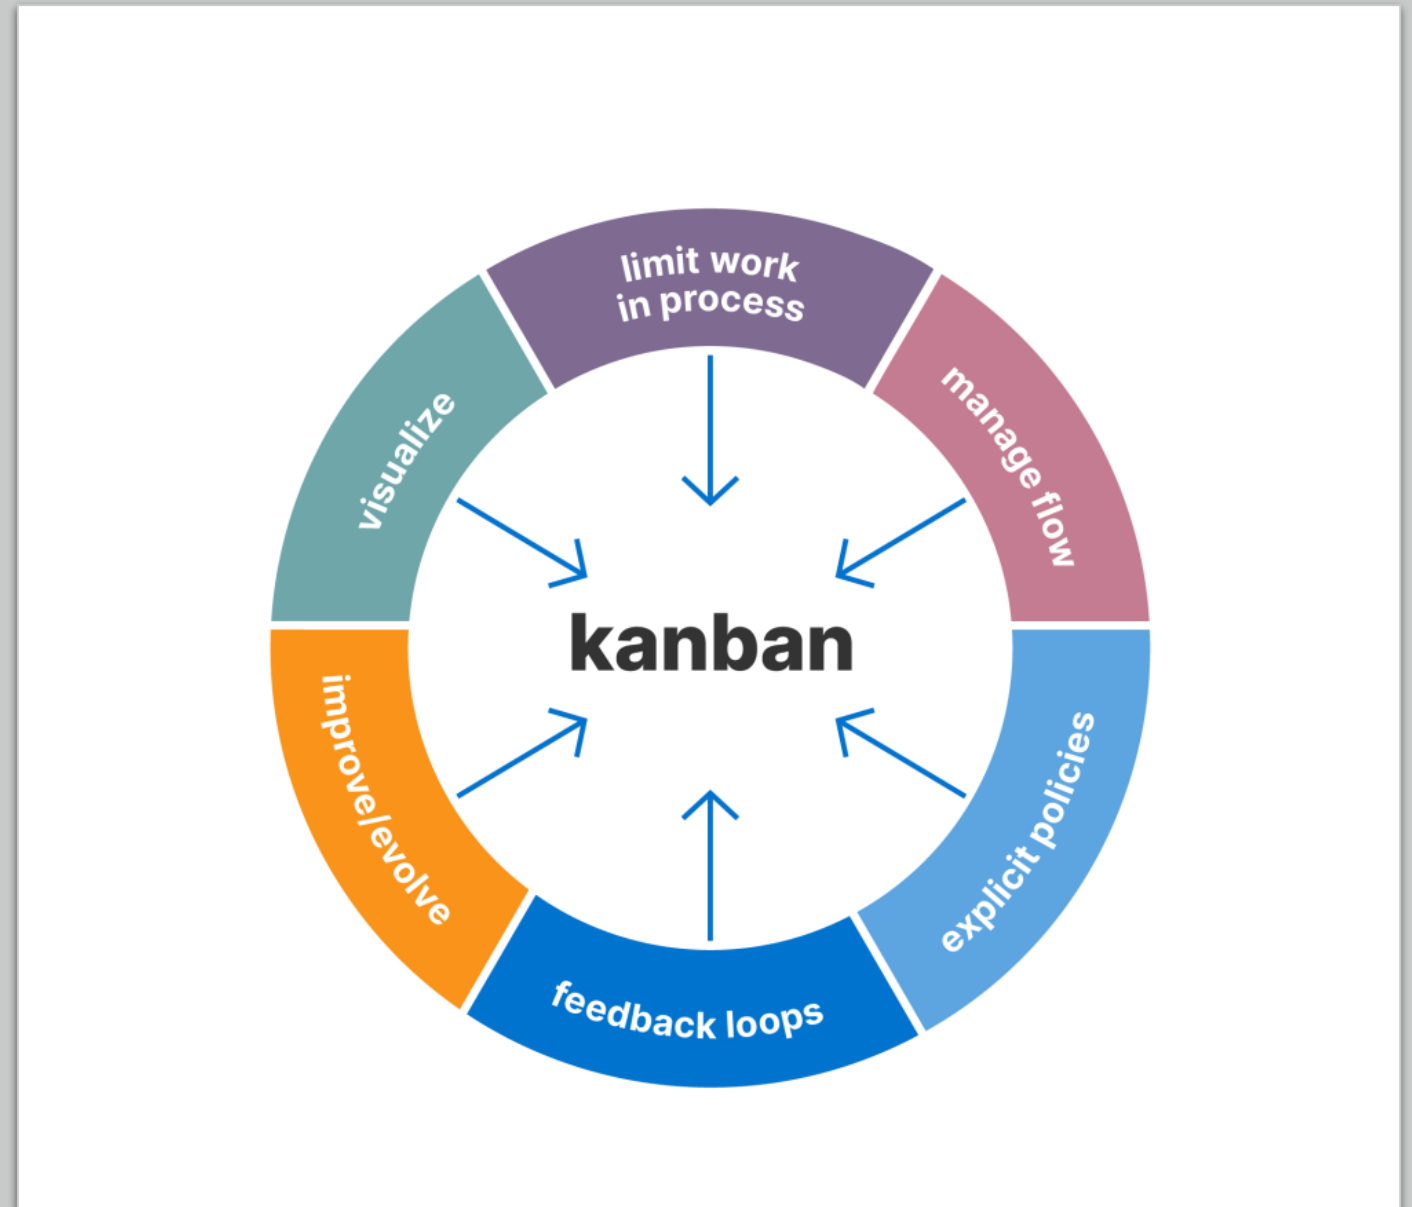 limit work
in process
manage flow
explicit policies
feedback loops
improve/evolve
visualize
kanban